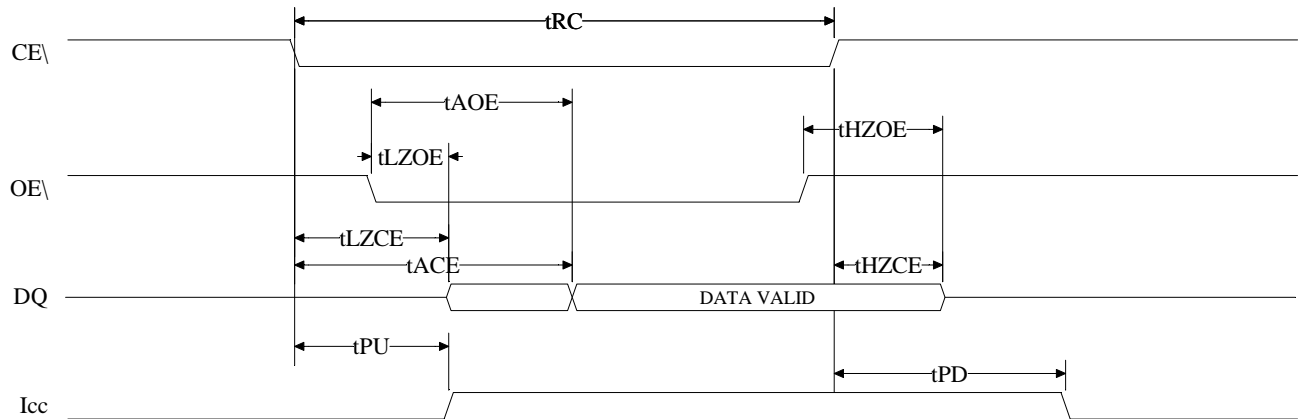 tRC
CE\
tAOE
tHZOE
tLZOE
OE\
tLZCE
tACE
tHZCE
DQ
DATA VALID
tPU
tPD
Icc